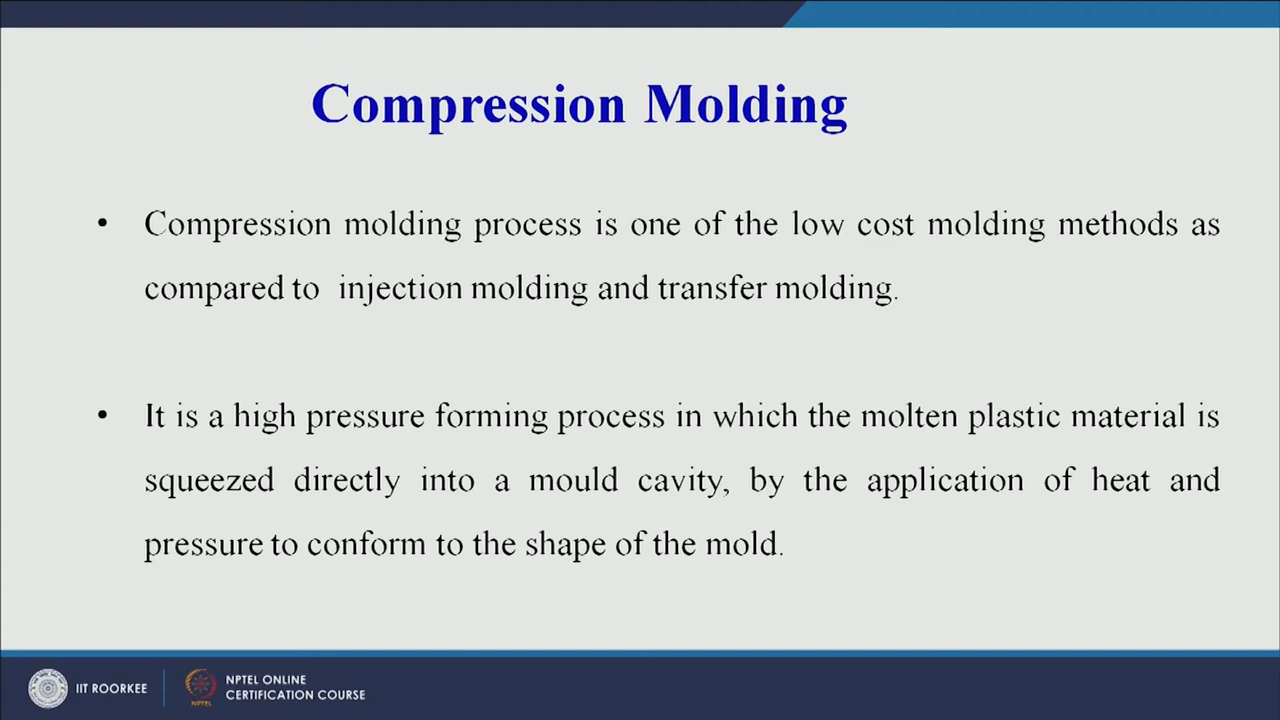 Compression Molding
• Compression molding process is one of the low cost molding methods as
compared to injection molding and transfer molding.
• It is a high pressure forming process in which the molten plastic material is
squeezed directly into a mould cavity, by the application of heat and
pressure to conform to the shape of the mold.
IIT ROORKEE
NPTEL
NPTEL ONLINE
CERTIFICATION COURSE